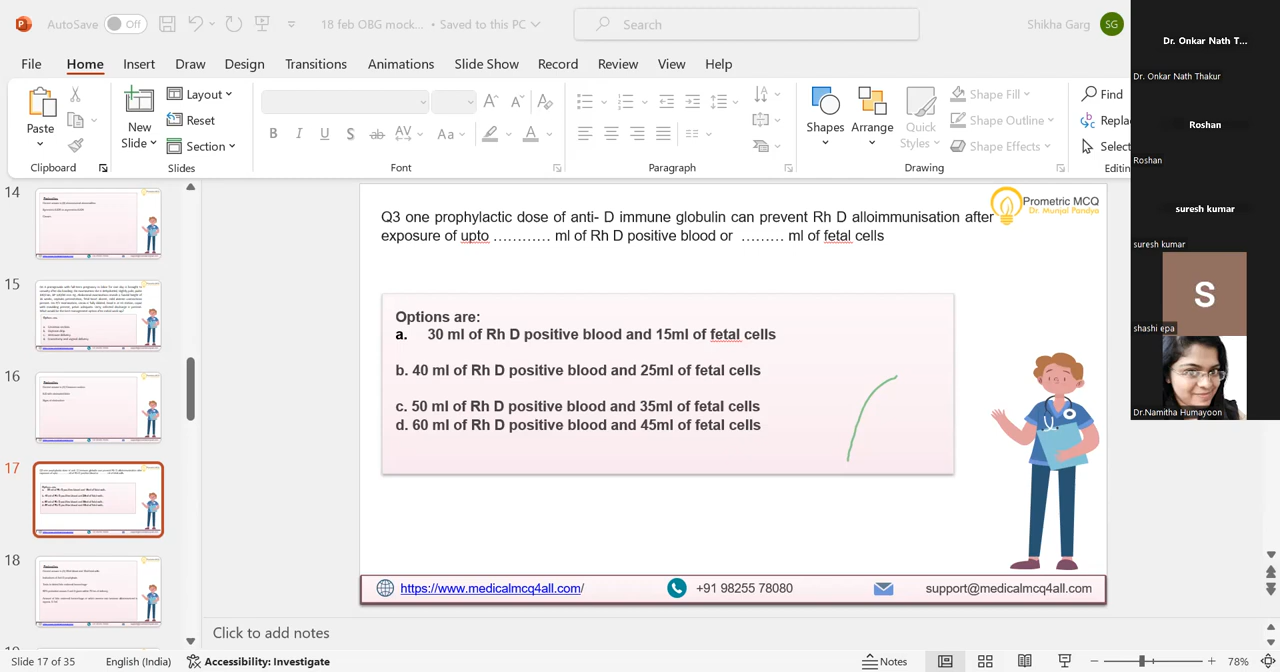 AutoSave Off 18 feb OBG mock... • Saved to this PC Search Shikha Garg SG
File Home Insert Draw Design Transitions Animations Slide Show Record Review View Help
Paste New Slide Layout Reset Section
B I U S ab AV Aa A
Shapes Arrange Quick Styles Shape Fill Shape Outline Shape Effects
Find Repla Select
Clipboard Slides Font Paragraph Drawing Editin
Dr. Onkar Nath T...
Dr. Onkar Nath Thakur
Roshan
Roshan
suresh kumar
suresh kumar
S
shashi epa
Dr.Namitha Humayoon
14
15
16
17
18
Prometric MCQ
Dr. Munjal Pandya
Q3 one prophylactic dose of anti- D immune globulin can prevent Rh D alloimmunisation after
exposure of upto ………… ml of Rh D positive blood or ……… ml of fetal cells
Options are:
a. 30 ml of Rh D positive blood and 15ml of fetal cells
b. 40 ml of Rh D positive blood and 25ml of fetal cells
c. 50 ml of Rh D positive blood and 35ml of fetal cells
d. 60 ml of Rh D positive blood and 45ml of fetal cells
https://www.medicalmcq4all.com/ +91 98255 78080 support@medicalmcq4all.com
Click to add notes
Slide 17 of 35 English (India) Accessibility: Investigate Notes 78%